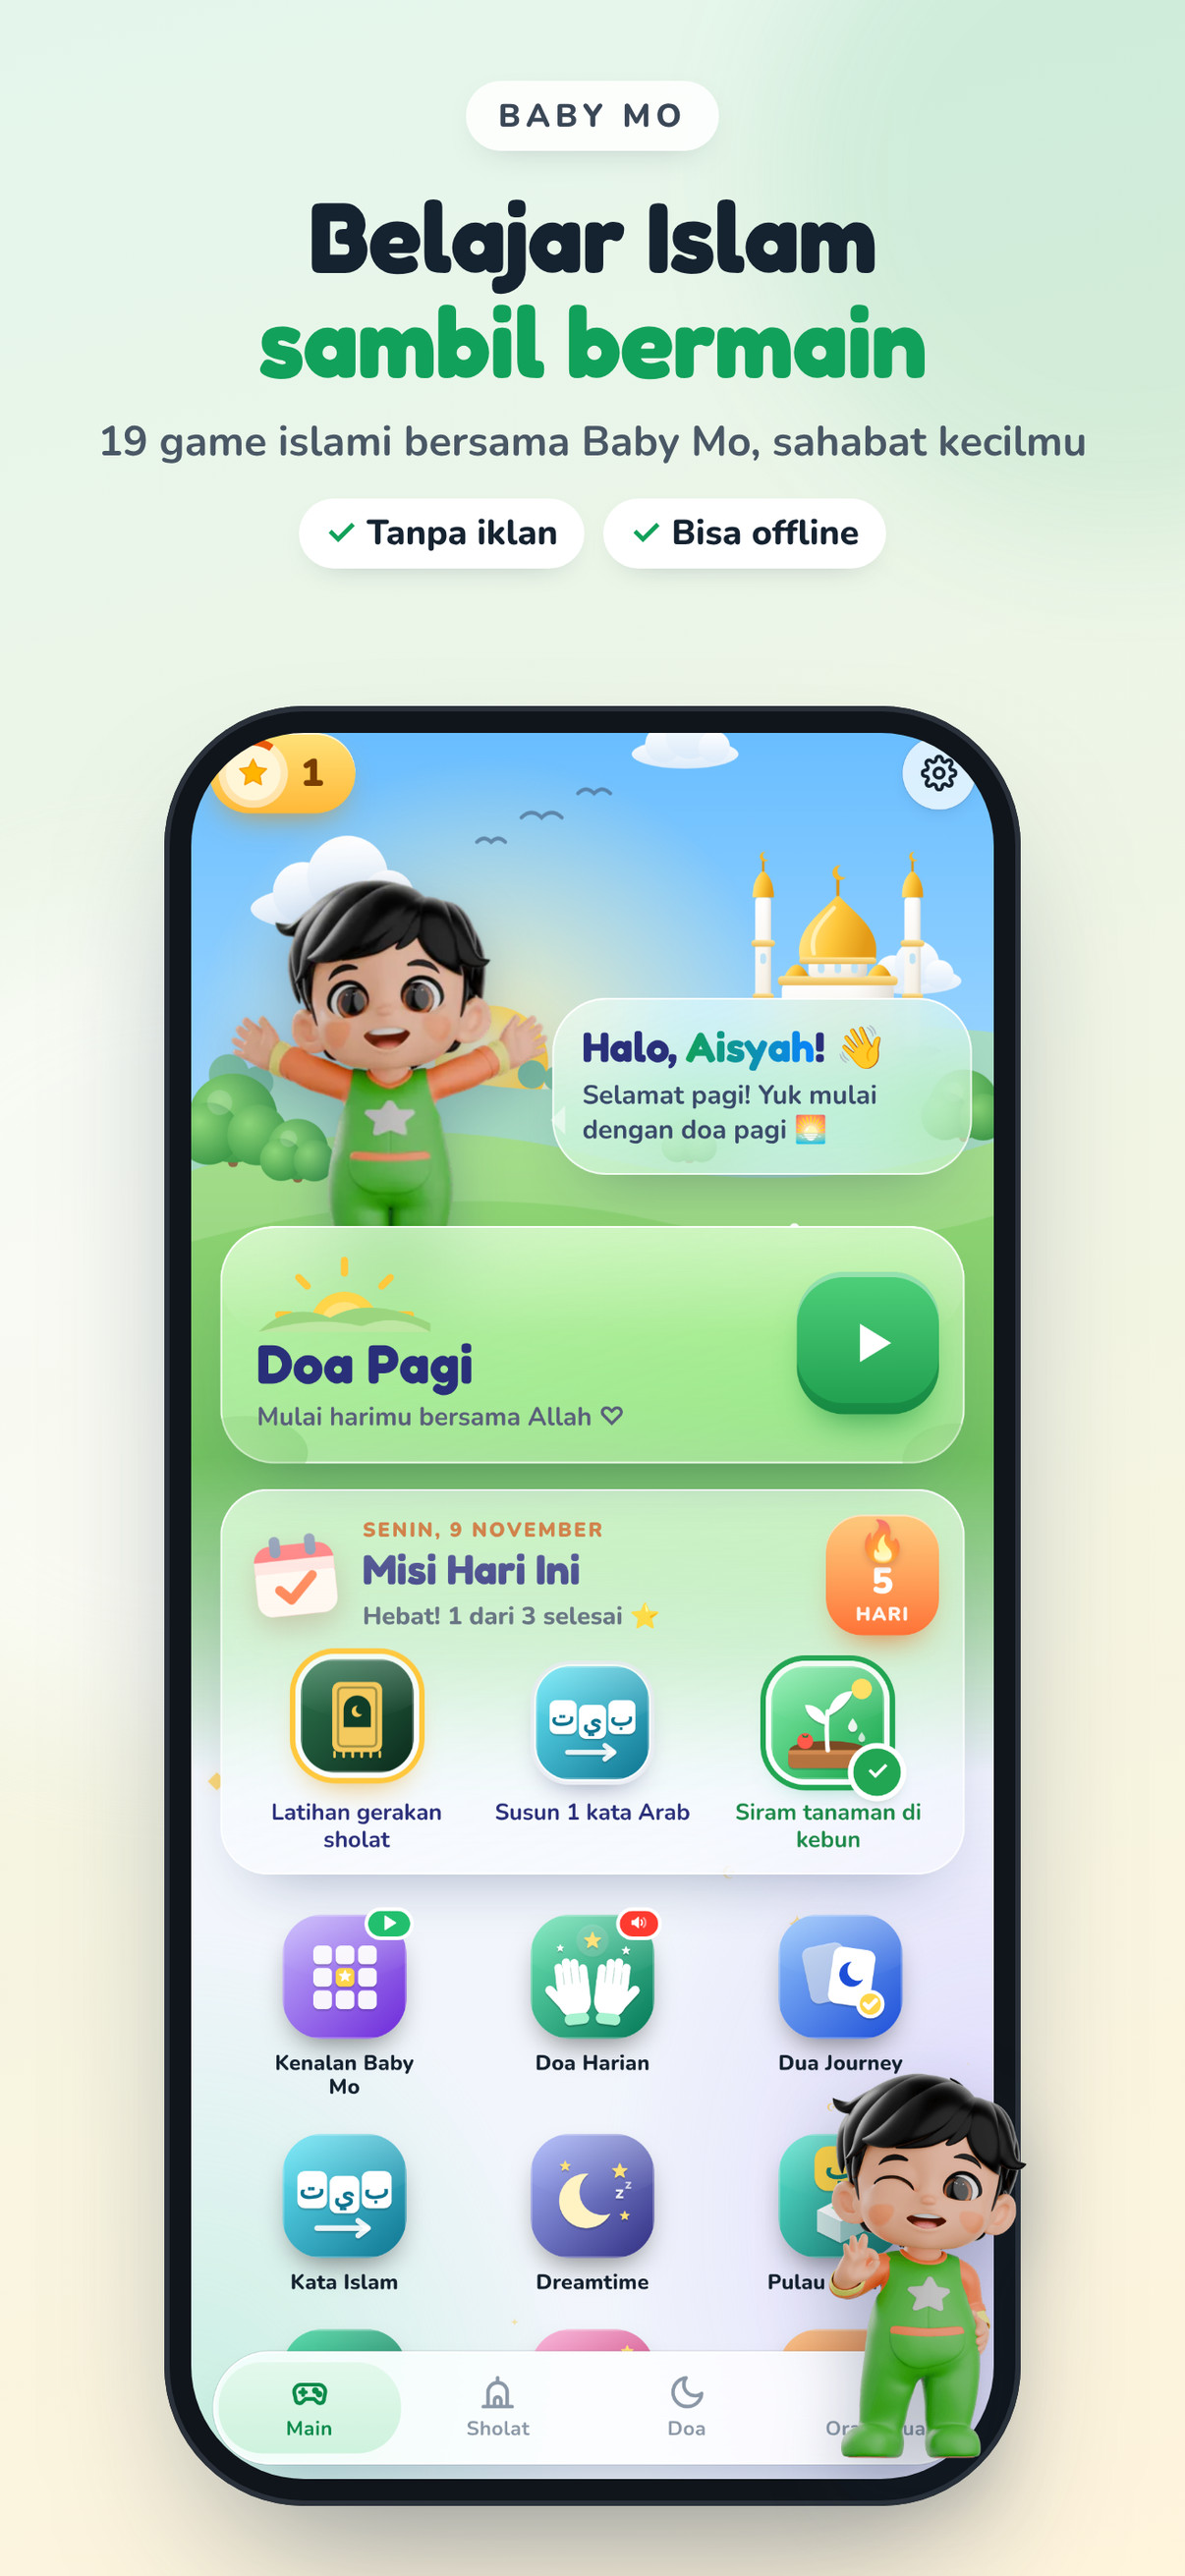 BABY MO
Belajar Islam
sambil bermain
19 game islami bersama Baby Mo, sahabat kecilmu
Tanpa iklan
Bisa offline
1
Halo, Aisyah! 👋
Selamat pagi! Yuk mulai
dengan doa pagi 🌅
Doa Pagi
Mulai harimu bersama Allah ♡
SENIN, 9 NOVEMBER
Misi Hari Ini
Hebat! 1 dari 3 selesai ⭐
🔥
5
HARI
ب ي ت
Latihan gerakan
sholat
Susun 1 kata Arab
Siram tanaman di
kebun
Kenalan Baby
Mo
Doa Harian
Dua Journey
ب ي ت
z z
Kata Islam
Dreamtime
Pulau
Main
Sholat
Doa